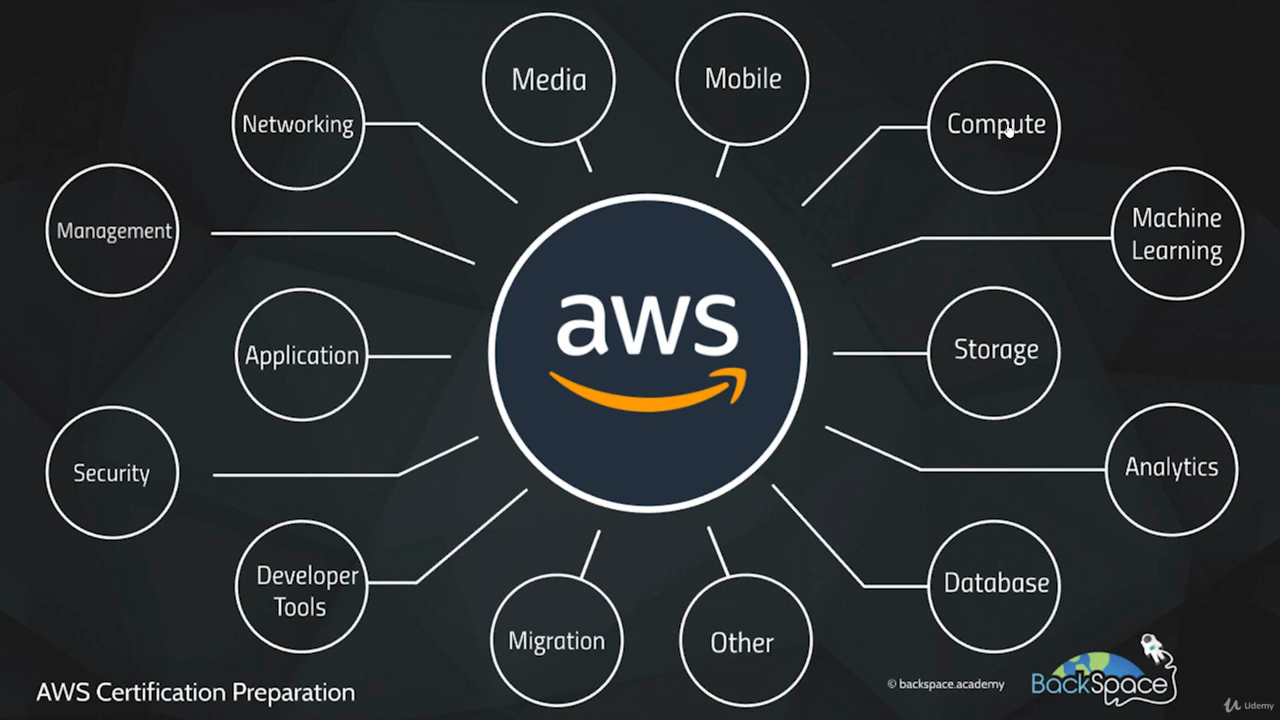 Media
Mobile
Networking
Compute
Management
Machine
Learning
aws
Application
Storage
Security
Analytics
Developer
Tools
Database
Migration
Other
AWS Certification Preparation
© backspace.academy
BackSpace
Udemy